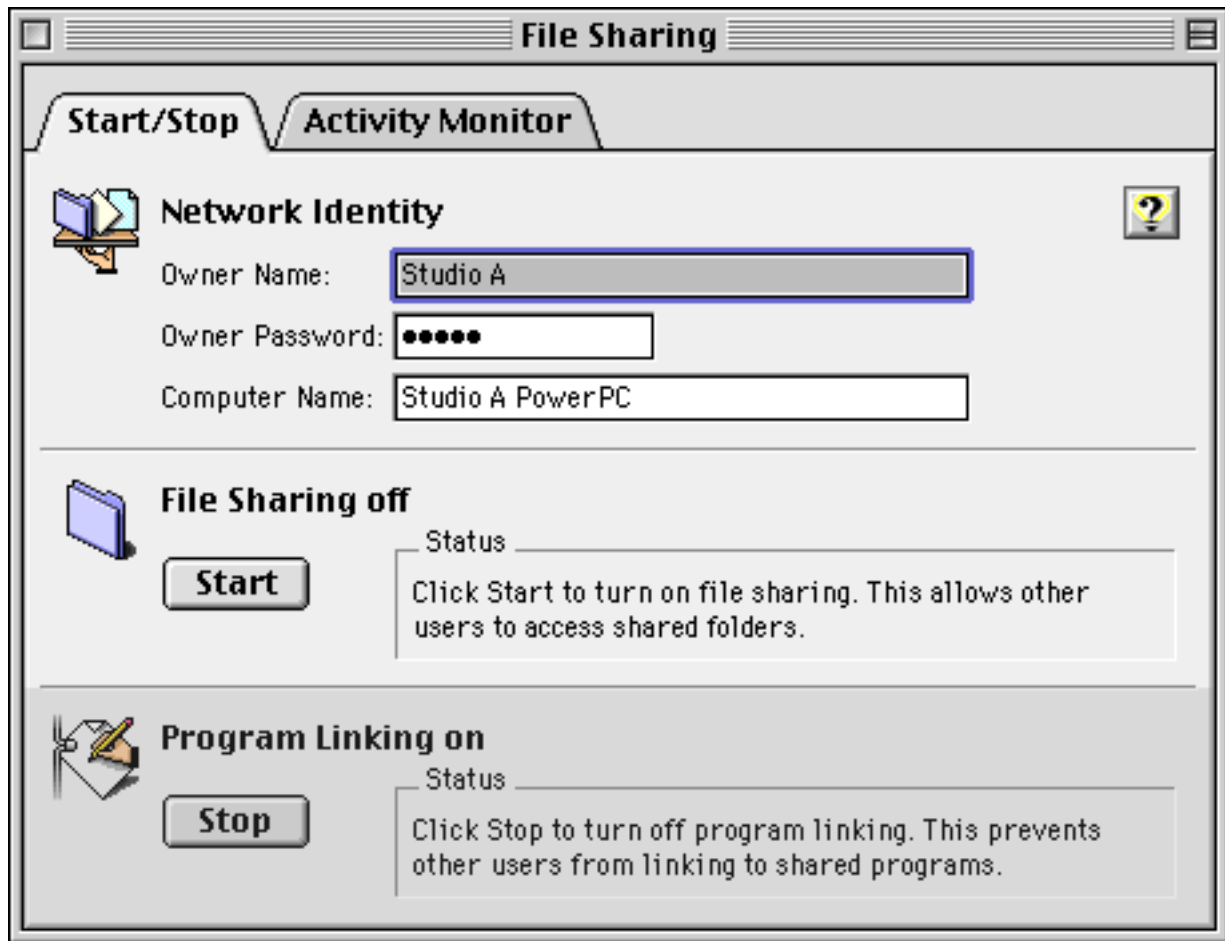 File Sharing
Start/Stop
Activity Monitor
Network Identity
?
Owner Name:
Studio A
Owner Password:
●●●●●
Computer Name:
Studio A PowerPC
File Sharing off
Start
Status
Click Start to turn on file sharing. This allows other
users to access shared folders.
Program Linking on
Stop
Status
Click Stop to turn off program linking. This prevents
other users from linking to shared programs.